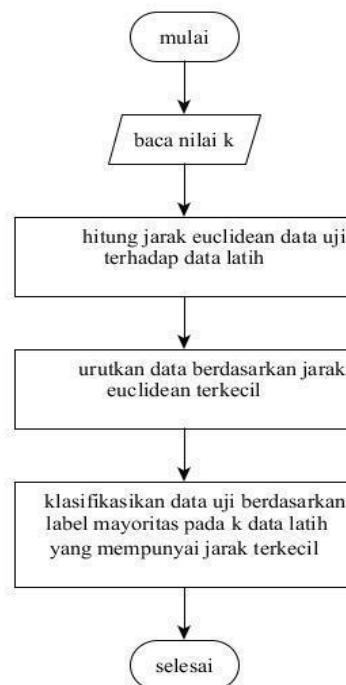 mulai
baca nilai k
hitung jarak euclidean data uji
terhadap data latih
urutkan data berdasarkan jarak
euclidean terkecil
klasifikasikan data uji berdasarkan
label mayoritas pada k data latih
yang mempunyai jarak terkecil
selesai